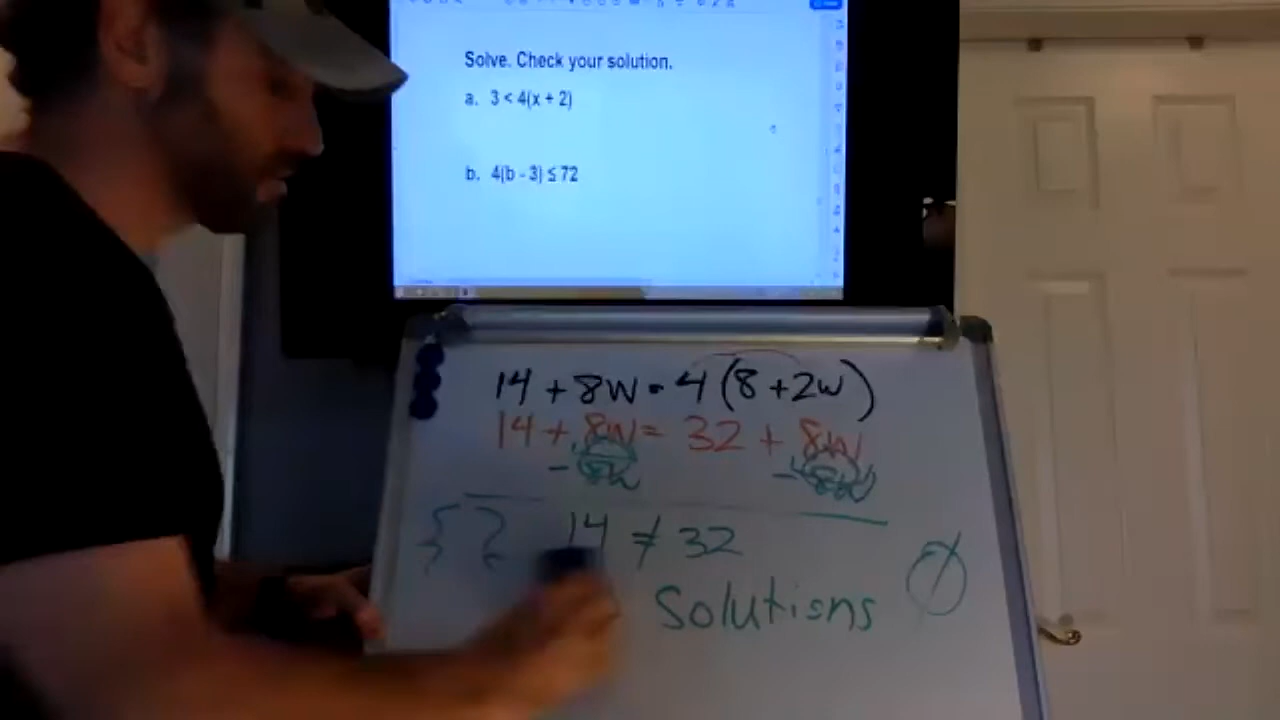 Solve. Check your solution.
a. 3 < 4(x + 2)
b. 4(b - 3) ≤ 72
14 + 8w = 4(8 + 2w)
14 + 8w = 32 + 8w
- 8w - 8w
{ } 14 ≠ 32 ∅
Solutions